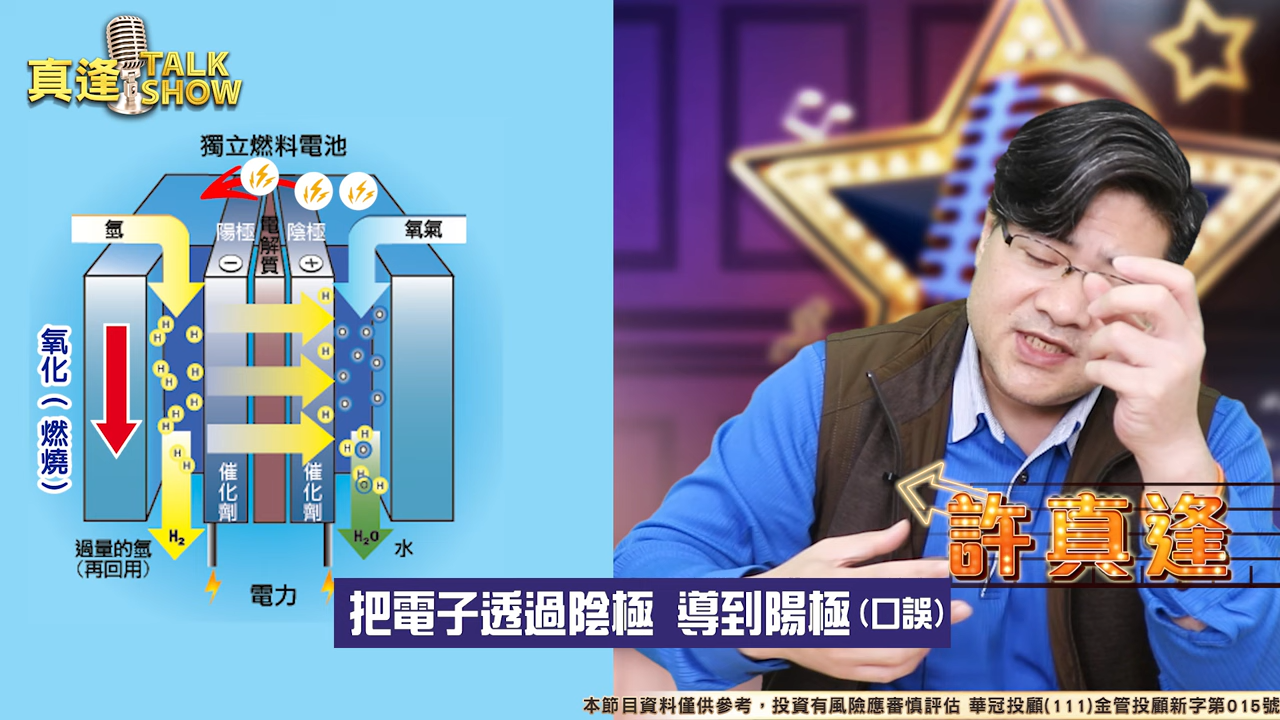 真逢
TALK
SHOW
獨立燃料電池
氫
陽極
電解質
陰極
氧氣
−
+
H
H
H
H
H
H
H
H
H
H
H
H
H
O
O
O
O
O
O
O
氧化(燃燒)
催化劑
催化劑
H
H
H
H
H
O
H
O
H
H₂
H₂O
過量的氫
(再回用)
水
電力
許真逢
把電子透過陰極 導到陽極(口誤)
本節目資料僅供參考，投資有風險應審慎評估 華冠投顧(111)金管投顧新字第015號